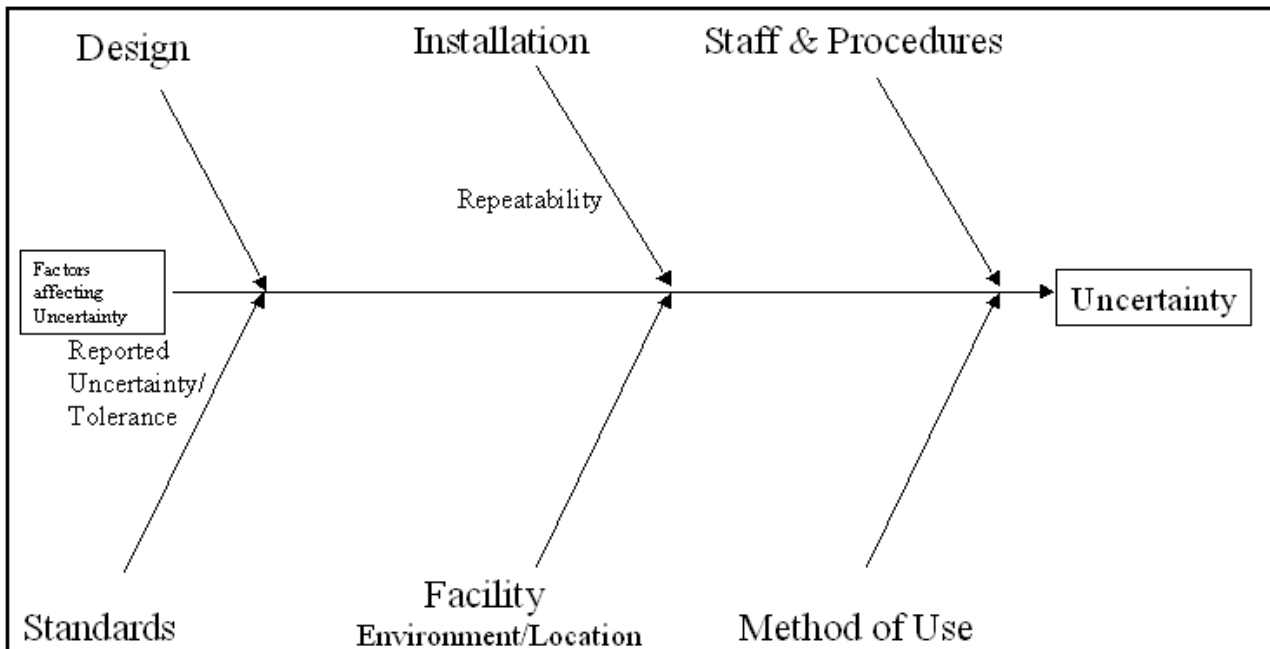 Design
Installation
Staff & Procedures
Repeatability
Factors
affecting
Uncertainty
Uncertainty
Reported
Uncertainty/
Tolerance
Standards
Facility
Environment/Location
Method of Use